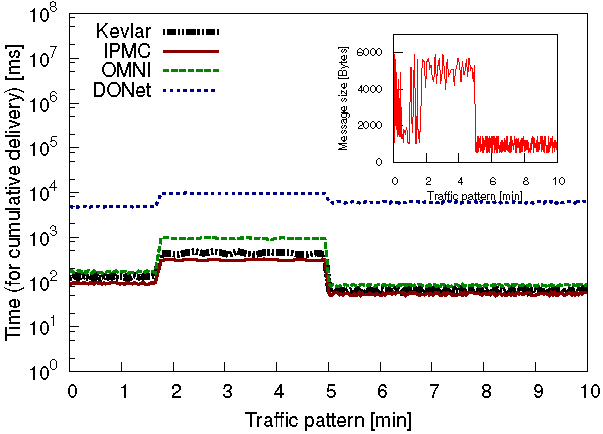 10^8
10^7
10^6
10^5
10^4
10^3
10^2
10^1
10^0
Time (for cumulative delivery) [ms]
Kevlar
IPMC
OMNI
DONet
Message size [Bytes]
6000
4000
2000
0
0 2 4 6 8 10
Traffic pattern [min]
0 1 2 3 4 5 6 7 8 9 10
Traffic pattern [min]